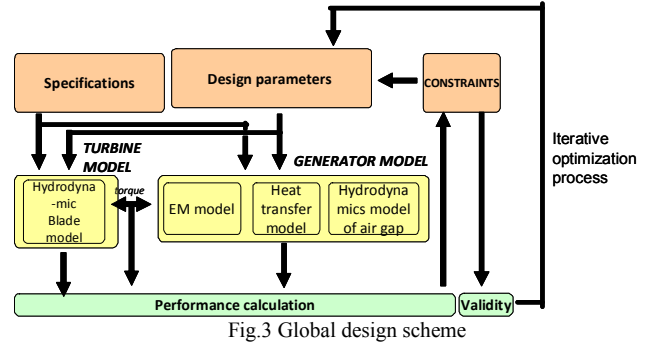 Specifications
Design parameters
CONSTRAINTS
TURBINE
MODEL
GENERATOR MODEL
Iterative
optimization
process
Hydrodyna
-mic
Blade
model
torque
EM model
Heat
transfer
model
Hydrodyna
mics model
of air gap
Performance calculation
Validity
Fig.3 Global design scheme